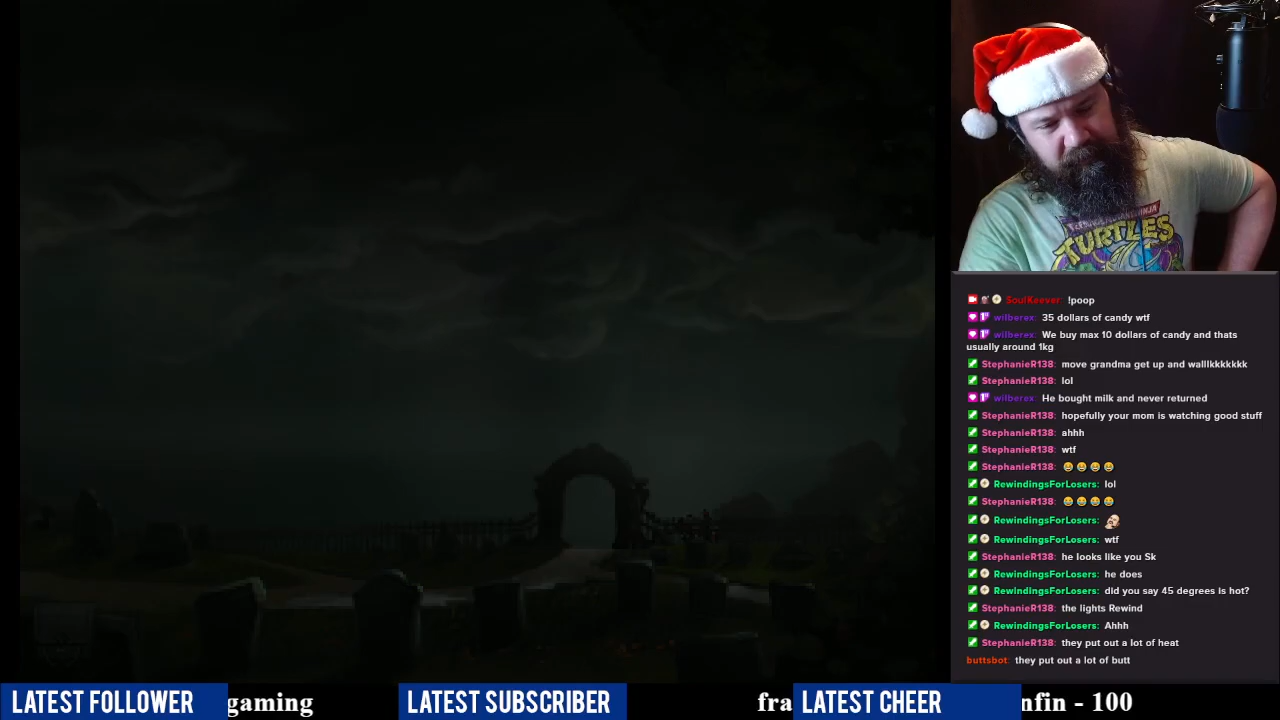 TEENAGE MUTANT NINJA
TURTLES
SoulKeever: !poop
wilberex: 35 dollars of candy wtf
wilberex: We buy max 10 dollars of candy and thats
usually around 1kg
StephanieR138: move grandma get up and walllkkkkkkk
StephanieR138: lol
wilberex: He bought milk and never returned
StephanieR138: hopefully your mom is watching good stuff
StephanieR138: ahhh
StephanieR138: wtf
StephanieR138: 😂 😂 😂 😂
RewindingsForLosers: lol
StephanieR138: 😂 😂 😂 😂
RewindingsForLosers:
RewindingsForLosers: wtf
StephanieR138: he looks like you Sk
RewindingsForLosers: he does
RewindingsForLosers: did you say 45 degrees is hot?
StephanieR138: the lights Rewind
RewindingsForLosers: Ahhh
StephanieR138: they put out a lot of heat
buttsbot: they put out a lot of butt
LATEST FOLLOWER gaming LATEST SUBSCRIBER fra LATEST CHEER nfin - 100